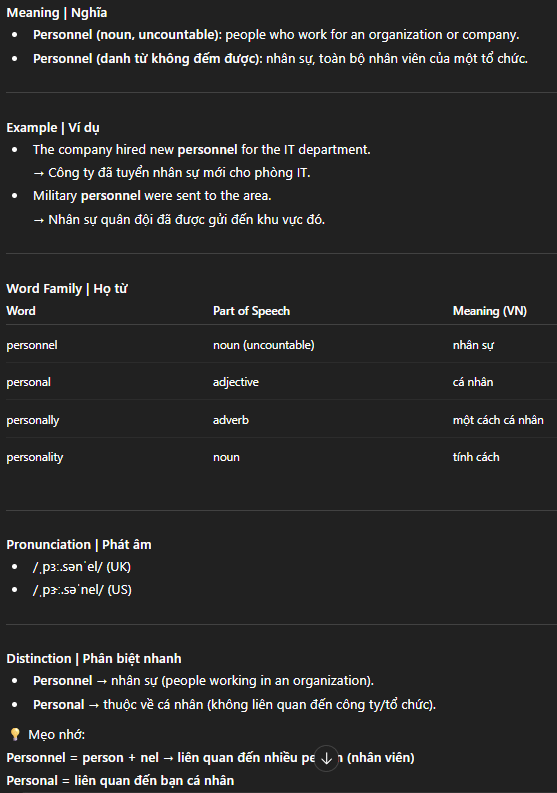 Meaning | Nghĩa
• Personnel (noun, uncountable): people who work for an organization or company.
• Personnel (danh từ không đếm được): nhân sự, toàn bộ nhân viên của một tổ chức.
Example | Ví dụ
• The company hired new personnel for the IT department.
→ Công ty đã tuyển nhân sự mới cho phòng IT.
• Military personnel were sent to the area.
→ Nhân sự quân đội đã được gửi đến khu vực đó.
Word Family | Họ từ
Word Part of Speech Meaning (VN)
personnel noun (uncountable) nhân sự
personal adjective cá nhân
personally adverb một cách cá nhân
personality noun tính cách
Pronunciation | Phát âm
• /ˌpɜː.sənˈel/ (UK)
• /ˌpɝː.səˈnel/ (US)
Distinction | Phân biệt nhanh
• Personnel → nhân sự (people working in an organization).
• Personal → thuộc về cá nhân (không liên quan đến công ty/tổ chức).
💡 Mẹo nhớ:
Personnel = person + nel → liên quan đến nhiều (nhân viên)
Personal = liên quan đến bạn cá nhân